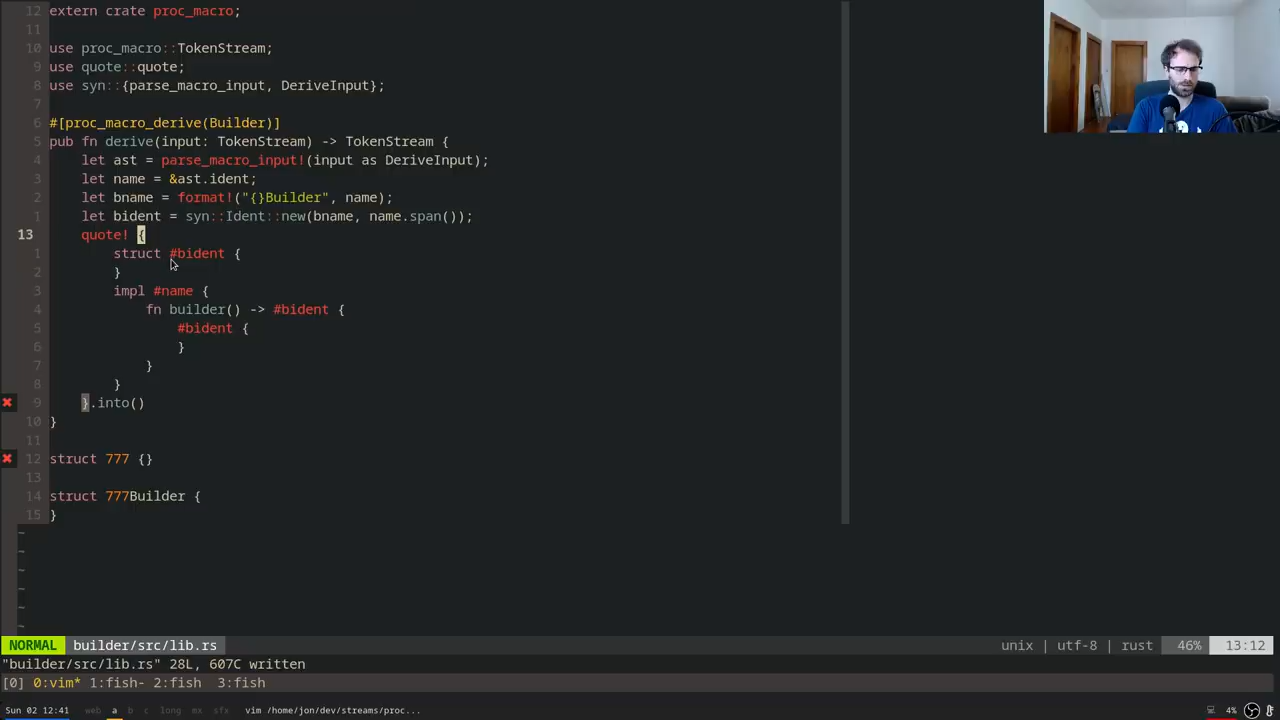 12 extern crate proc_macro;
11
10 use proc_macro::TokenStream;
9 use quote::quote;
8 use syn::{parse_macro_input, DeriveInput};
7
6 #[proc_macro_derive(Builder)]
5 pub fn derive(input: TokenStream) -> TokenStream {
4     let ast = parse_macro_input!(input as DeriveInput);
3     let name = &ast.ident;
2     let bname = format!("{}Builder", name);
1     let bident = syn::Ident::new(bname, name.span());
13     quote! {
1         struct #bident {
2         }
3         impl #name {
4             fn builder() -> #bident {
5                 #bident {
6                 }
7             }
8         }
9     }.into()
10 }
11
12 struct 777 {}
13
14 struct 777Builder {
15 }
~
~
~
~
~
NORMAL builder/src/lib.rs unix | utf-8 | rust 46% 13:12
"builder/src/lib.rs" 28L, 607C written
[0] 0:vim* 1:fish- 2:fish  3:fish
Sun 02 12:41 web a b c long mx sfx vim /home/jon/dev/streams/proc... 4%